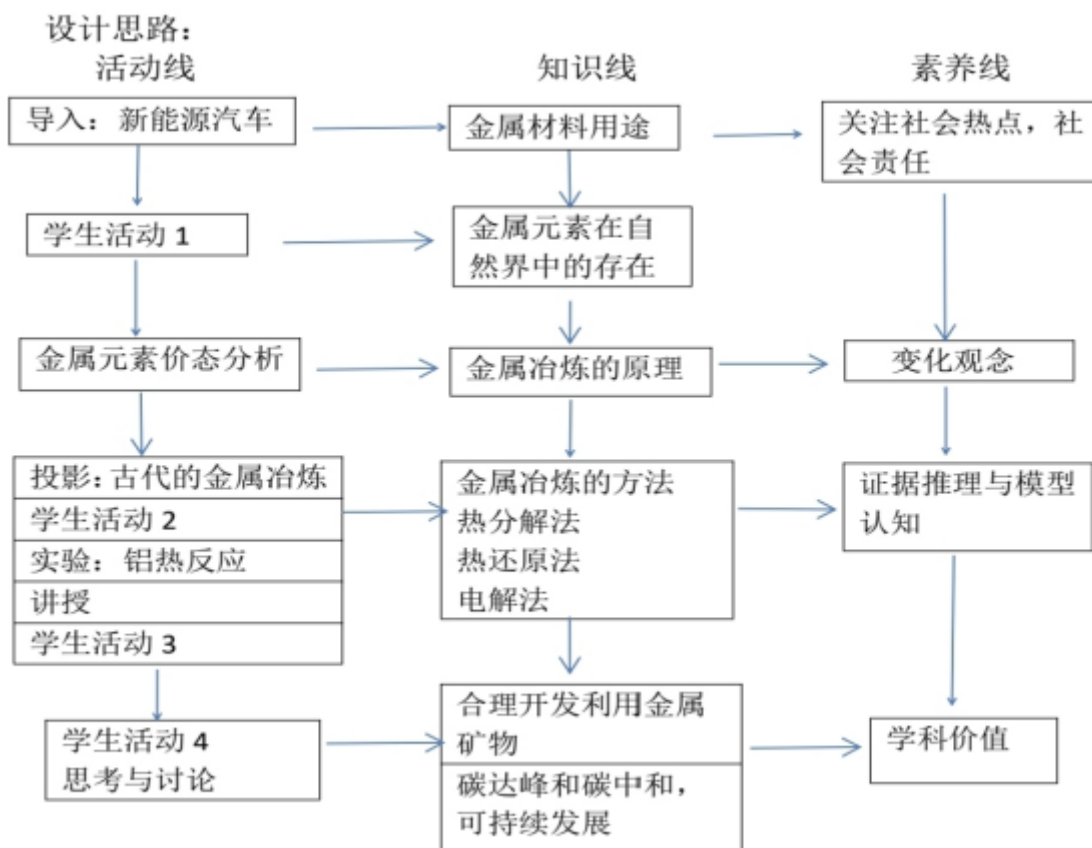 设计思路：
活动线
知识线
素养线
导入：新能源汽车
金属材料用途
关注社会热点，社
会责任
学生活动 1
金属元素在自
然界中的存在
金属元素价态分析
金属冶炼的原理
变化观念
投影：古代的金属冶炼
学生活动 2
实验：铝热反应
讲授
学生活动 3
金属冶炼的方法
热分解法
热还原法
电解法
证据推理与模型
认知
学生活动 4
思考与讨论
合理开发利用金属
矿物
碳达峰和碳中和，
可持续发展
学科价值